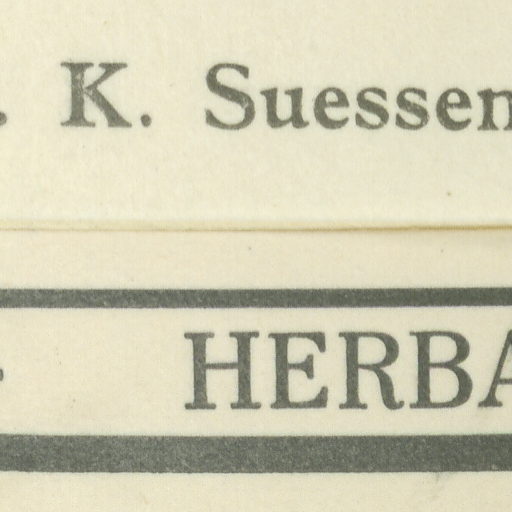 . K. Suessen
HERBA